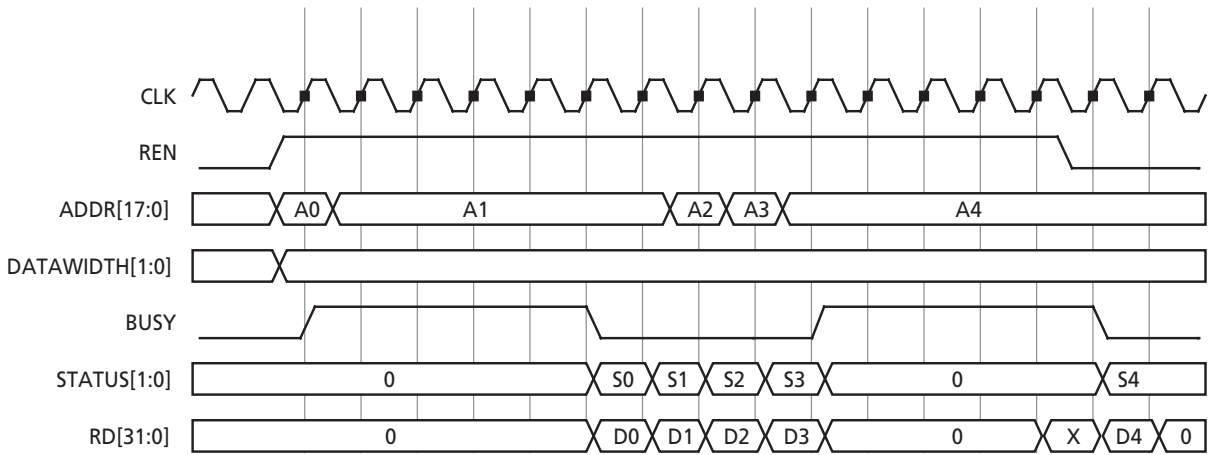 CLK
REN
ADDR[17:0] A0 A1 A2 A3 A4
DATAWIDTH[1:0]
BUSY
STATUS[1:0] 0 S0 S1 S2 S3 0 S4
RD[31:0] 0 D0 D1 D2 D3 0 X D4 0